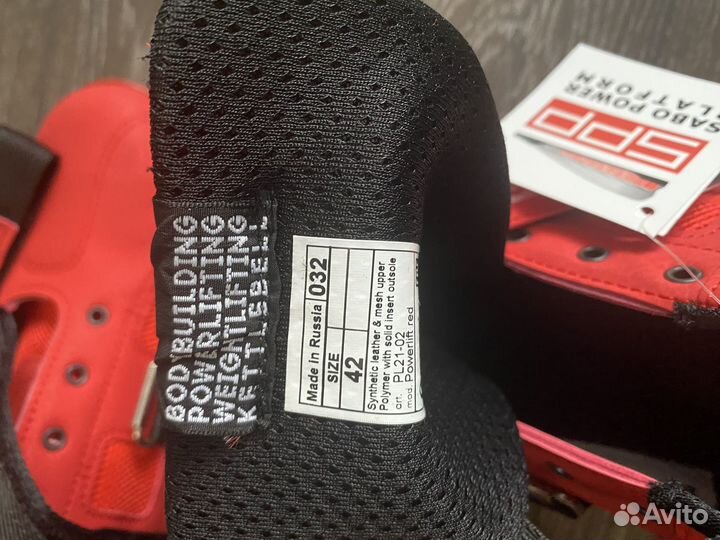 BODYBUILDING
POWERLIFTING
WEIGHTLIFTING
KETTLEBELL
Made in Russia
032
SIZE
42
Synthetic leather & mesh upper
Polymer with solid insert outsole
art. PL21-02
mod. Powerlift red
SPP
SABO POWER
PLATFORM
Avito